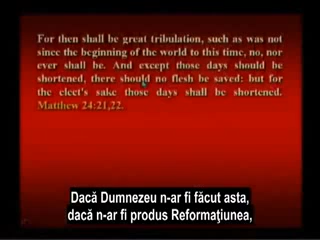 For then shall be great tribulation, such as was not
since the beginning of the world to this time, no, nor
ever shall be. And except those days should be
shortened, there should no flesh be saved: but for
the elect's sake those days shall be shortened.
Matthew 24:21,22.
Dacă Dumnezeu n-ar fi făcut asta,
dacă n-ar fi produs Reformaţiunea,